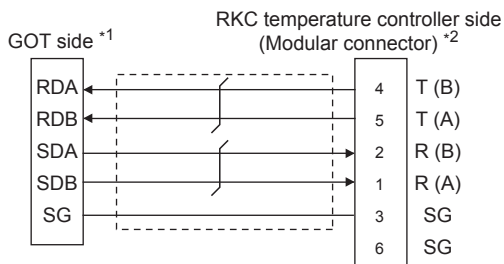 RKC temperature controller side
(Modular connector) *2
GOT side *1
RDA 4 T (B)
RDB 5 T (A)
SDA 2 R (B)
SDB 1 R (A)
SG 3 SG
6 SG